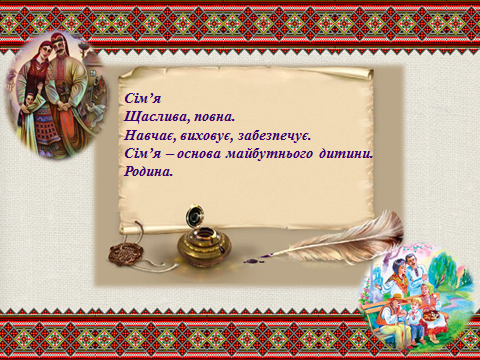 Сім’я
Щаслива, повна.
Навчає, виховує, забезпечує.
Сім’я – основа майбутнього дитини.
Родина.